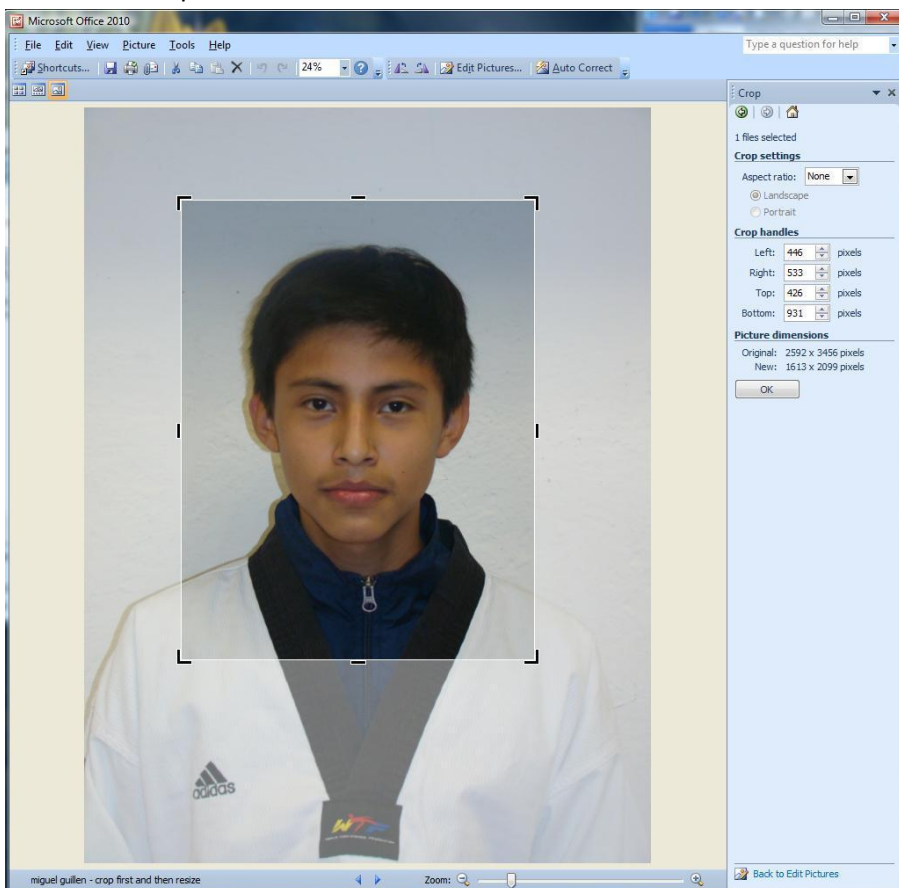 Microsoft Office 2010
File Edit View Picture Tools Help
Type a question for help
Shortcuts... 24% Edit Pictures... Auto Correct
Crop
1 files selected
Crop settings
Aspect ratio: None
Landscape
Portrait
Crop handles
Left: 446 pixels
Right: 533 pixels
Top: 426 pixels
Bottom: 931 pixels
Picture dimensions
Original: 2592 x 3456 pixels
New: 1613 x 2099 pixels
OK
adidas
WTF
miguel guillen - crop first and then resize
Zoom:
Back to Edit Pictures